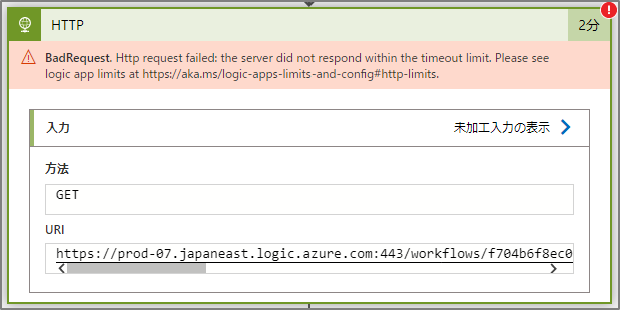 HTTP
2分
BadRequest. Http request failed: the server did not respond within the timeout limit. Please see
logic app limits at https://aka.ms/logic-apps-limits-and-config#http-limits.
入力
未加工入力の表示
方法
GET
URI
https://prod-07.japaneast.logic.azure.com:443/workflows/f704b6f8ec0